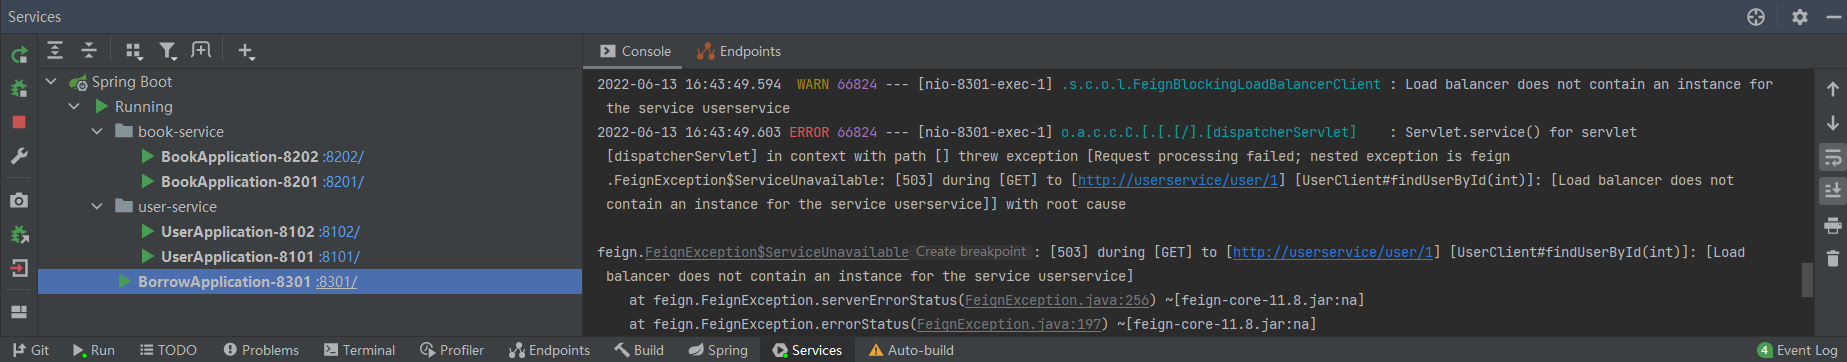 Services
Spring Boot
Running
book-service
BookApplication-8202 :8202/
BookApplication-8201 :8201/
user-service
UserApplication-8102 :8102/
UserApplication-8101 :8101/
BorrowApplication-8301 :8301/
Console Endpoints
2022-06-13 16:43:49.594  WARN 66824 --- [nio-8301-exec-1] .s.c.o.l.FeignBlockingLoadBalancerClient : Load balancer does not contain an instance for
the service userservice
2022-06-13 16:43:49.603 ERROR 66824 --- [nio-8301-exec-1] o.a.c.c.C.[.[.[/].[dispatcherServlet]    : Servlet.service() for servlet
[dispatcherServlet] in context with path [] threw exception [Request processing failed; nested exception is feign
.FeignException$ServiceUnavailable: [503] during [GET] to [http://userservice/user/1] [UserClient#findUserById(int)]: [Load balancer does not
contain an instance for the service userservice]] with root cause
feign.FeignException$ServiceUnavailable Create breakpoint : [503] during [GET] to [http://userservice/user/1] [UserClient#findUserById(int)]: [Load
balancer does not contain an instance for the service userservice]
at feign.FeignException.serverErrorStatus(FeignException.java:256) ~[feign-core-11.8.jar:na]
at feign.FeignException.errorStatus(FeignException.java:197) ~[feign-core-11.8.jar:na]
Git Run TODO Problems Terminal Profiler Endpoints Build Spring Services Auto-build 4 Event Log